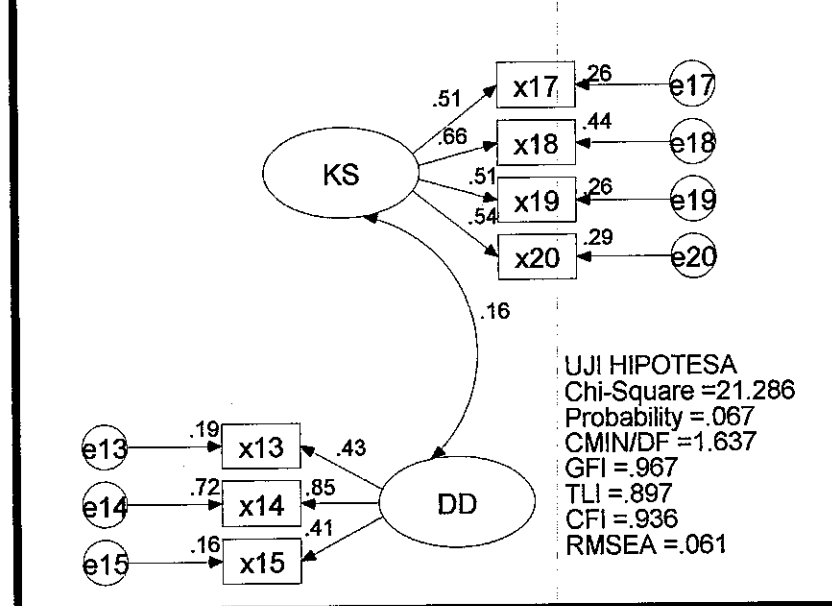 .51
x17
.26
e17
.66
x18
.44
e18
KS
.51
x19
.26
e19
.54
x20
.29
e20
.16
UJI HIPOTESA
Chi-Square =21.286
Probability =.067
CMIN/DF =1.637
GFI =.967
TLI =.897
CFI =.936
RMSEA =.061
e13
.19
x13
.43
e14
.72
x14
.85
DD
e15
.16
x15
.41